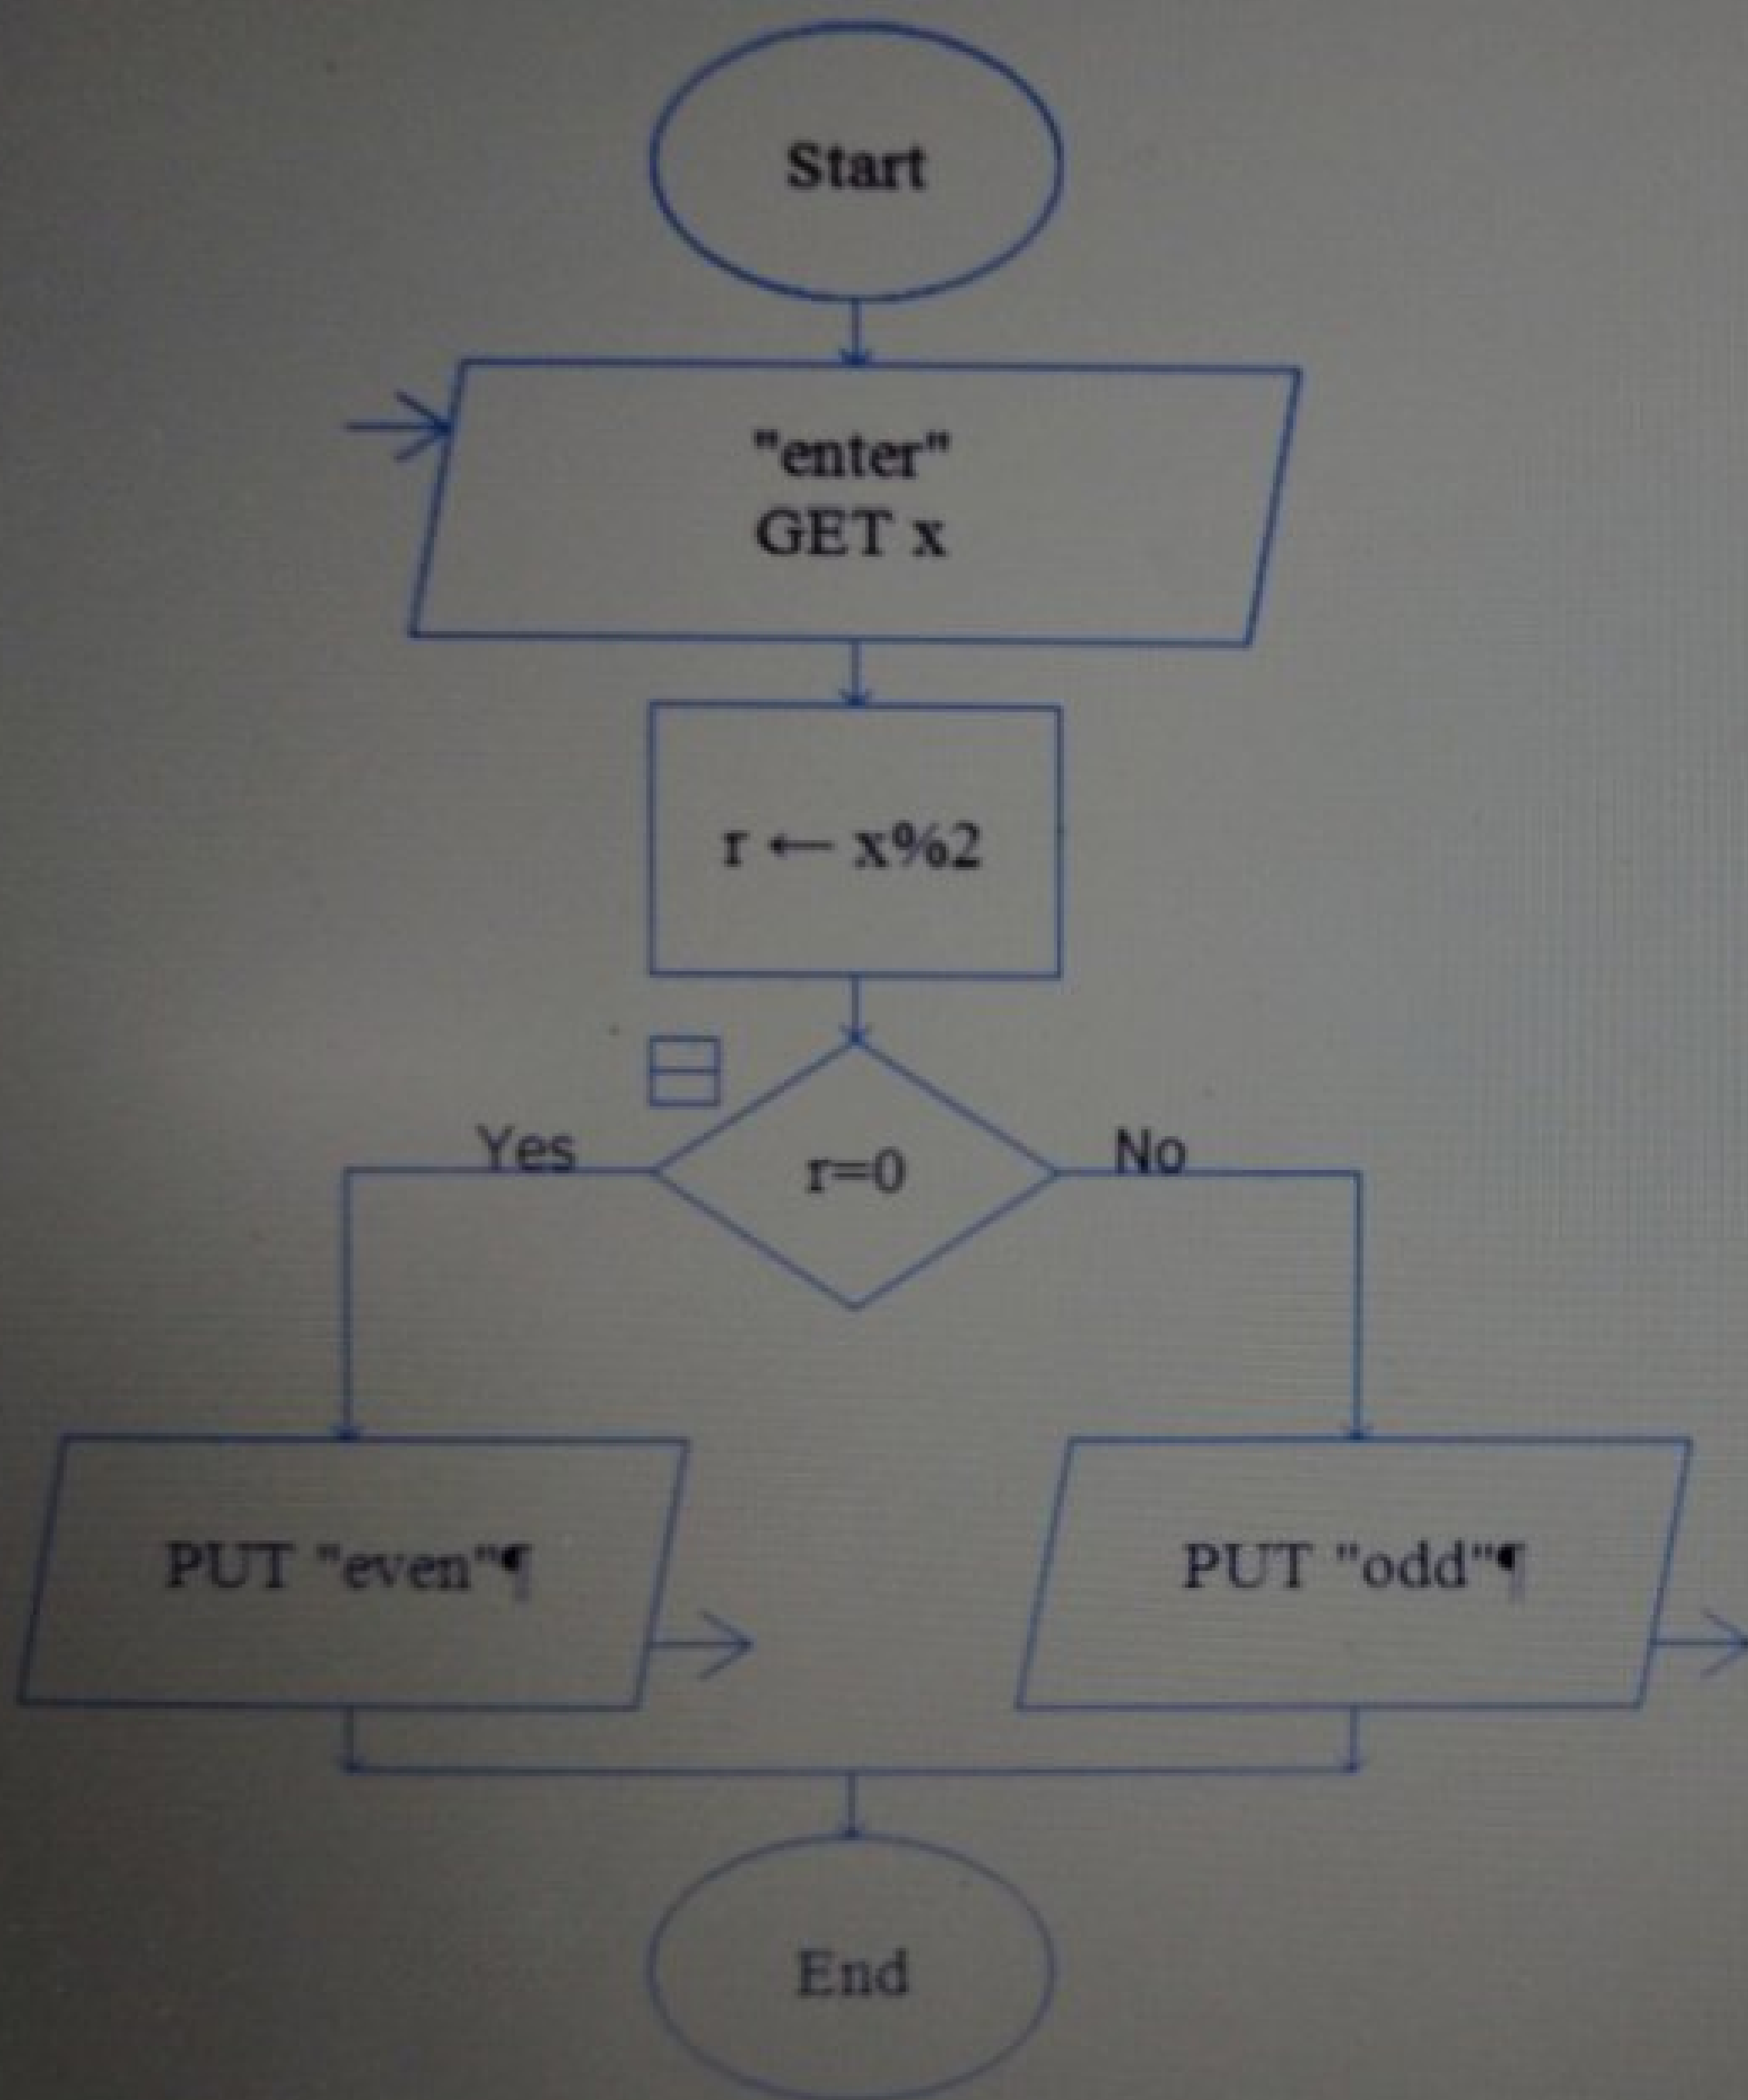 Start
"enter"
GET x
r ← x%2
r=0
Yes
No
PUT "even"¶
PUT "odd"¶
End